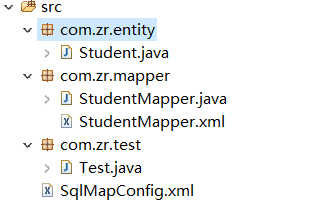 src
com.zr.entity
Student.java
com.zr.mapper
StudentMapper.java
StudentMapper.xml
com.zr.test
Test.java
SqlMapConfig.xml